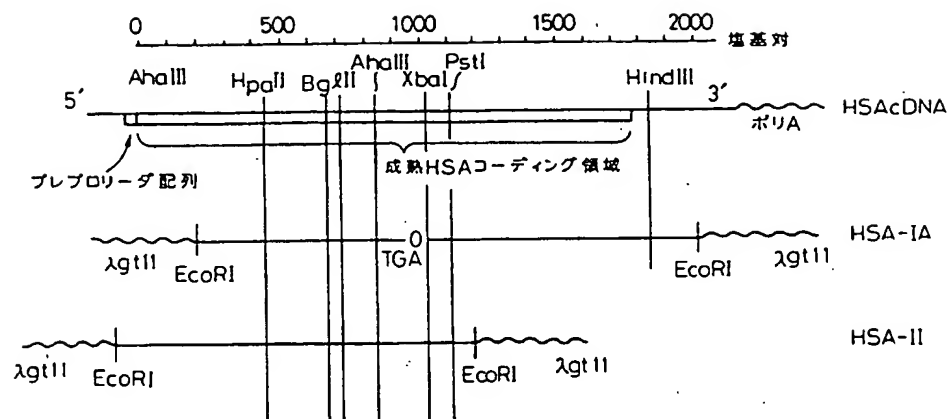 0 500 1000 1500 2000 塩基対
AhaIII HpaII BglII AhaIII XbaI PstI HindIII
5′ 3′ HSAcDNA
ポリA
プレプロリーダ配列 成熟HSAコーディング領域
0 HSA-IA
λgt11 EcoRI TGA EcoRI λgt11
HSA-II
λgt11 EcoRI EcoRI λgt11